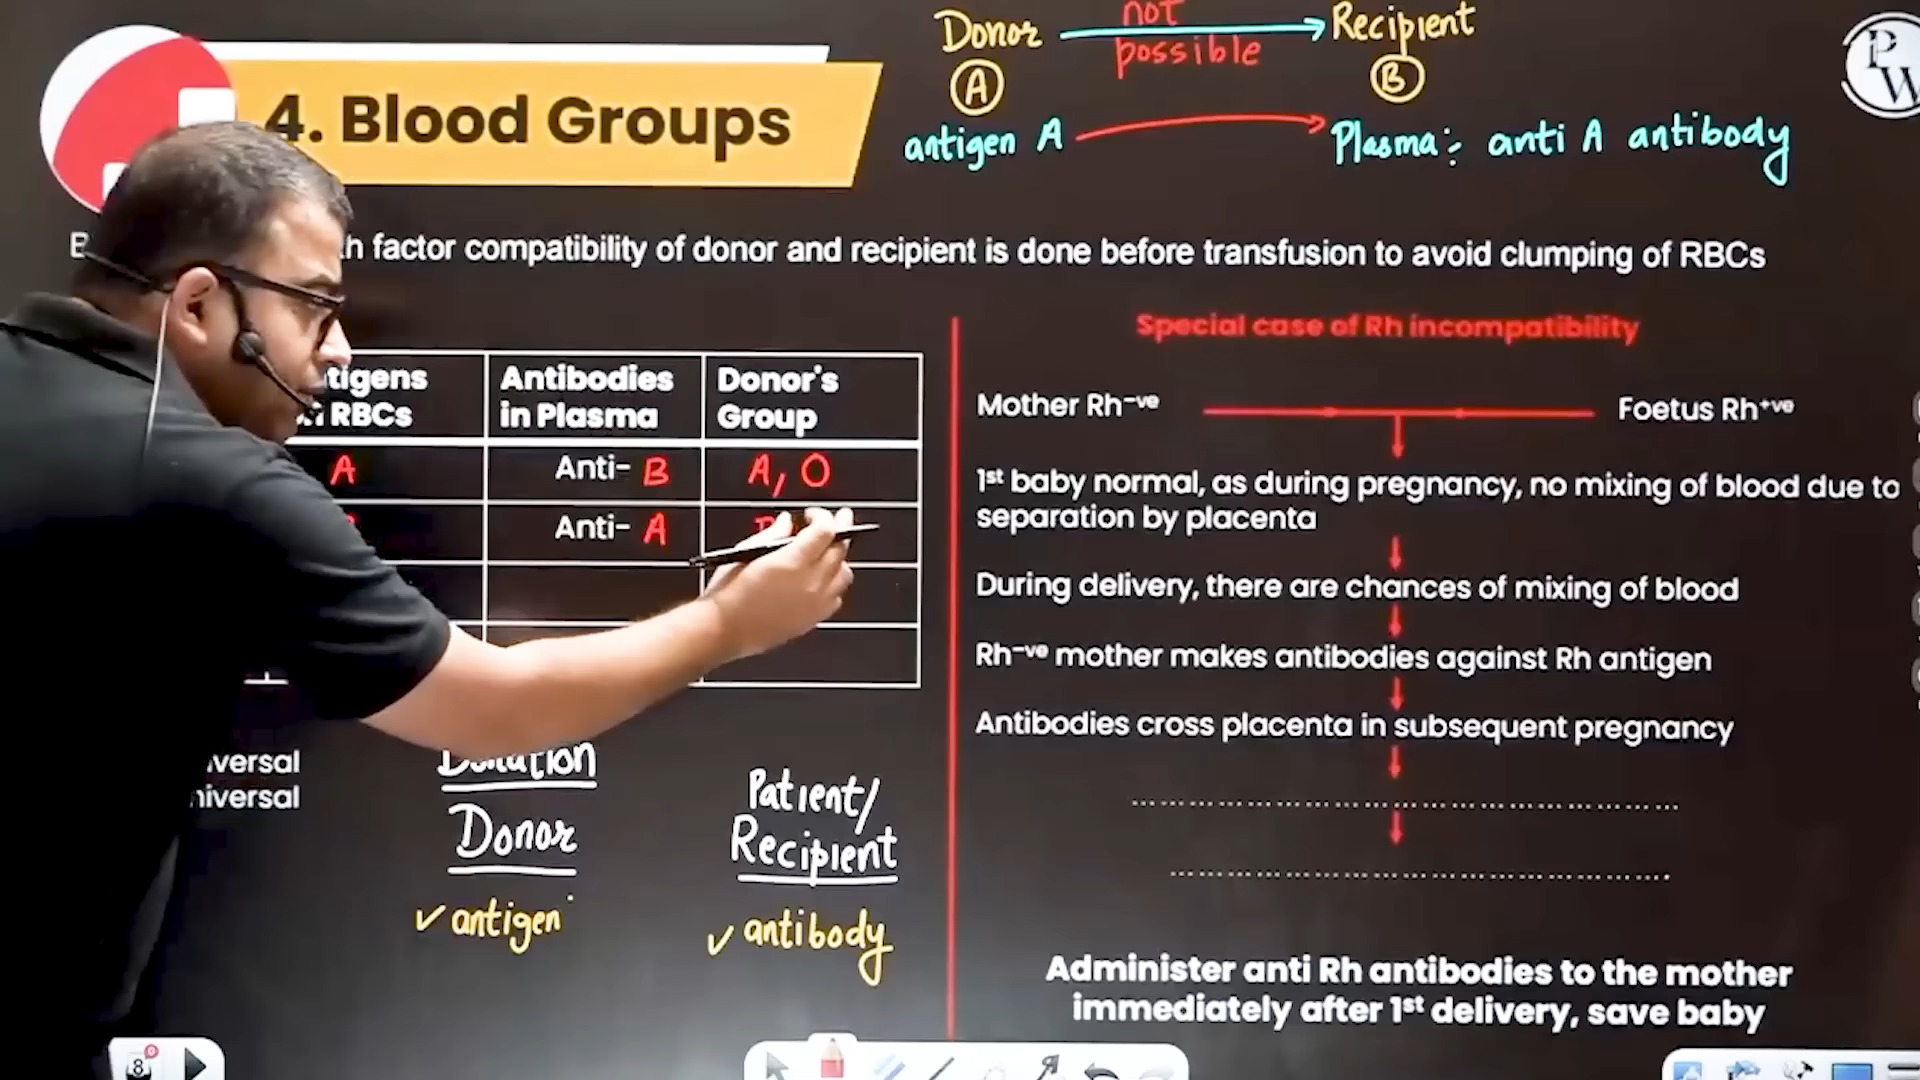 Donor not possible Recipient
A B
antigen A Plasma: anti A antibody
PW
4. Blood Groups
factor compatibility of donor and recipient is done before transfusion to avoid clumping of RBCs
RBCs
Antibodies in Plasma
Donor's Group
A Anti- B A, O
Anti- A
Donor
Patient/
Recipient
✓ antigen
✓ antibody
Special case of Rh incompatibility
Mother Rh⁻ᵛᵉ Foetus Rh⁺ᵛᵉ
1ˢᵗ baby normal, as during pregnancy, no mixing of blood due to
separation by placenta
During delivery, there are chances of mixing of blood
Rh⁻ᵛᵉ mother makes antibodies against Rh antigen
Antibodies cross placenta in subsequent pregnancy
Administer anti Rh antibodies to the mother
immediately after 1ˢᵗ delivery, save baby